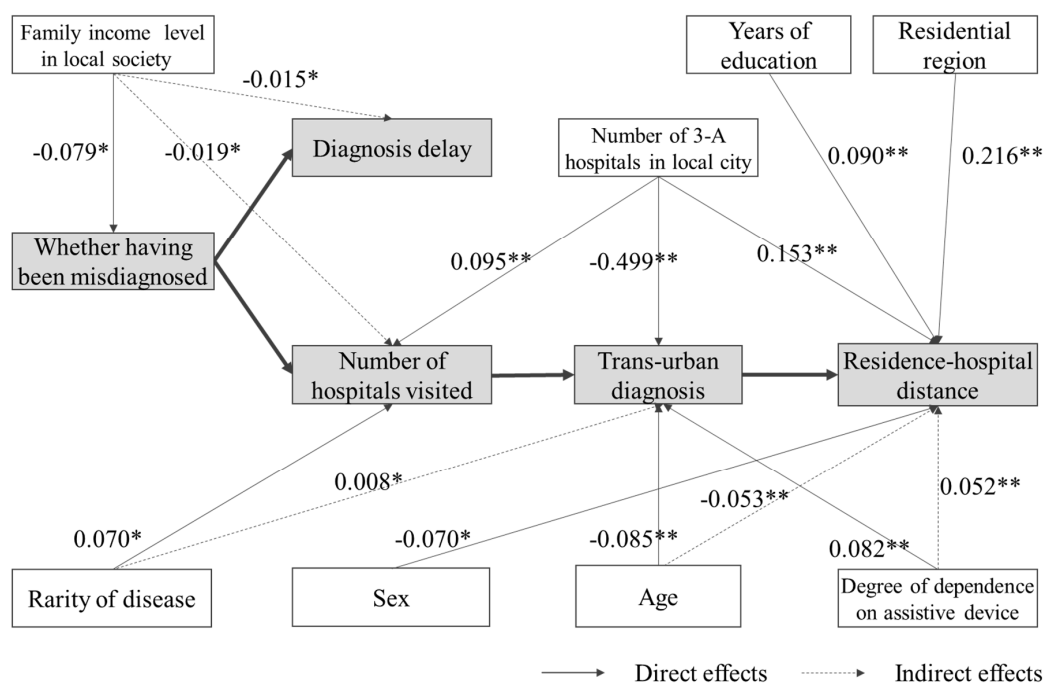 Family income level
in local society
Years of
education
Residential
region
-0.015*
Number of 3-A
hospitals in local city
Diagnosis delay
-0.079*
-0.019*
0.090**
0.216**
Whether having
been misdiagnosed
0.095**
-0.499**
0.153**
Number of
hospitals visited
Trans-urban
diagnosis
Residence-hospital
distance
0.008*
-0.053**
0.052**
0.070*
-0.070*
-0.085**
0.082**
Rarity of disease
Sex
Age
Degree of dependence
on assistive device
Direct effects
Indirect effects